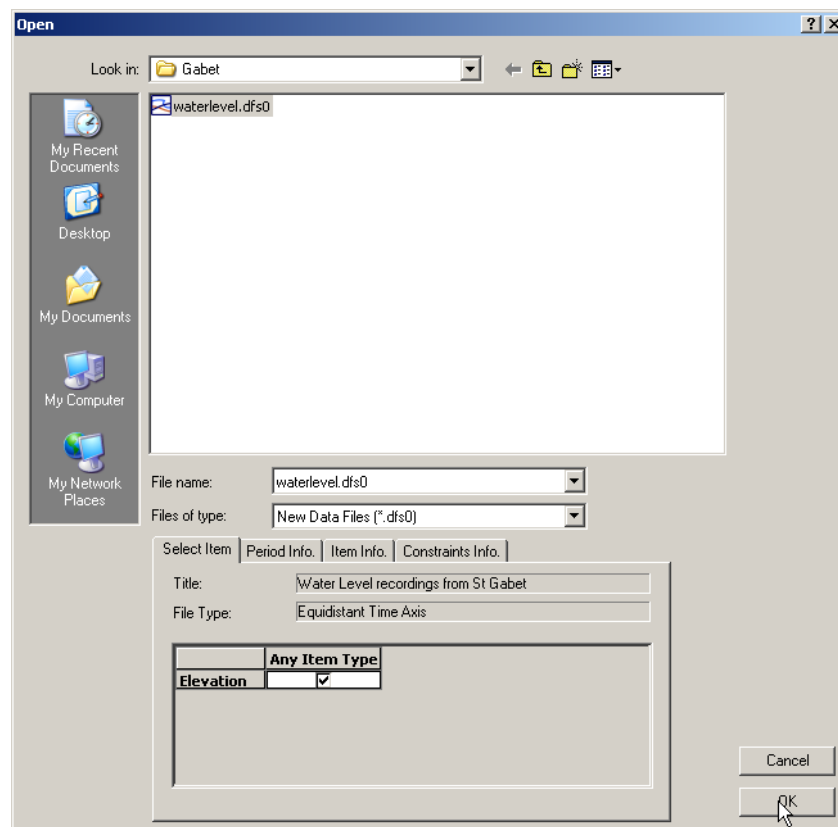 Open
Look in: Gabet
waterlevel.dfs0
My Recent
Documents
Desktop
My Documents
My Computer
My Network
Places
File name: waterlevel.dfs0
Files of type: New Data Files (*.dfs0)
Select Item Period Info. Item Info. Constraints Info.
Title: Water Level recordings from St Gabet
File Type: Equidistant Time Axis
Any Item Type
Elevation
Cancel
OK